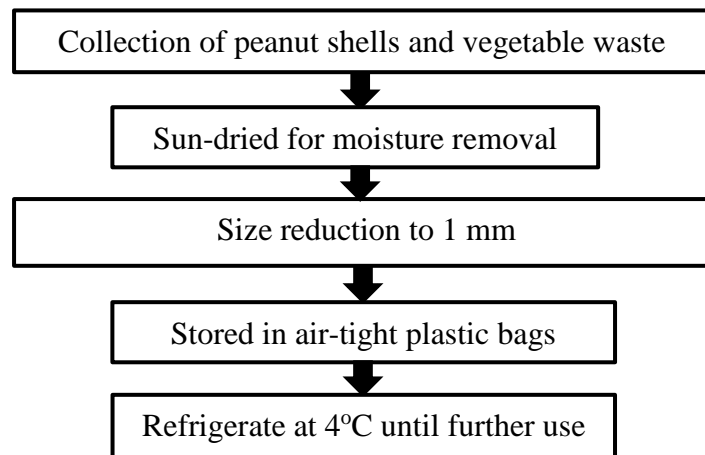 Collection of peanut shells and vegetable waste
Sun-dried for moisture removal
Size reduction to 1 mm
Stored in air-tight plastic bags
Refrigerate at 4ºC until further use